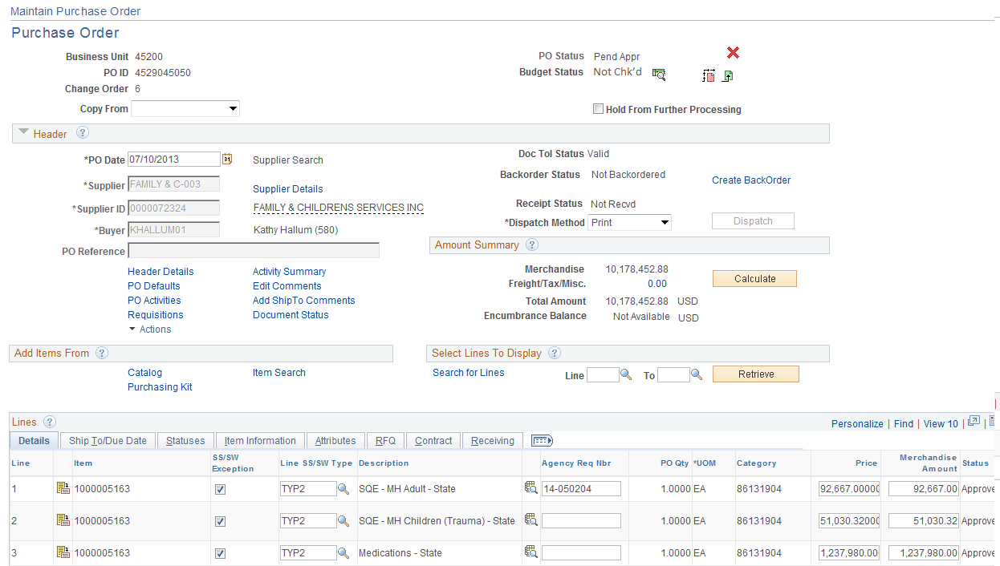 Maintain Purchase Order
Purchase Order
Business Unit 45200
PO Status Pend Appr
PO ID 4529045050
Budget Status Not Chk'd
Change Order 6
Copy From
Hold From Further Processing
Header ?
*PO Date 07/10/2013 31 Supplier Search
Doc Tol Status Valid
*Supplier FAMILY & C-003 Supplier Details
Backorder Status Not Backordered Create BackOrder
*Supplier ID 0000072324 FAMILY & CHILDRENS SERVICES INC
Receipt Status Not Recvd
*Buyer KHALLUM01 Kathy Hallum (580)
*Dispatch Method Print Dispatch
PO Reference
Amount Summary ?
Header Details Activity Summary
Merchandise 10,178,452.88
PO Defaults Edit Comments
Freight/Tax/Misc. 0.00 Calculate
PO Activities Add ShipTo Comments
Total Amount 10,178,452.88 USD
Requisitions Document Status
Encumbrance Balance Not Available USD
Actions
Add Items From ?
Select Lines To Display ?
Catalog Item Search
Search for Lines Line To Retrieve
Purchasing Kit
Lines ?
Personalize | Find | View 10 | |
Details Ship To/Due Date Statuses Item Information Attributes RFQ Contract Receiving
Line Item SS/SW Exception Line SS/SW Type Description Agency Req Nbr PO Qty *UOM Category Price Merchandise Amount Status
1 1000005163 TYP2 SQE - MH Adult - State 14-050204 1.0000 EA 86131904 92,667.00000 92,667.00 Approve
2 1000005163 TYP2 SQE - MH Children (Trauma) - State 1.0000 EA 86131904 51,030.32000 51,030.32 Approve
3 1000005163 TYP2 Medications - State 1.0000 EA 86131904 1,237,980.00 1,237,980.00 Approve